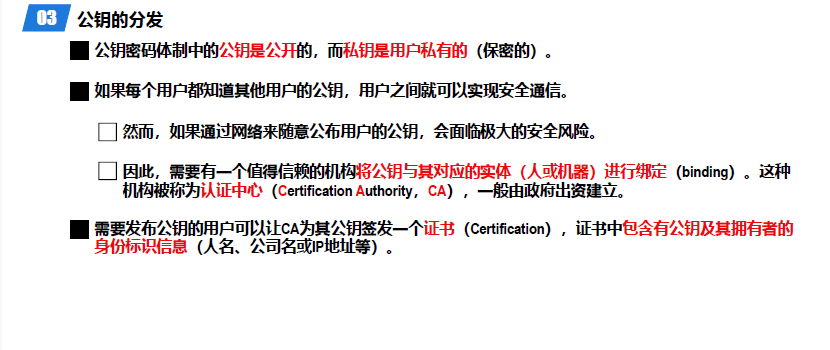 03 公钥的分发
公钥密码体制中的公钥是公开的，而私钥是用户私有的（保密的）。
如果每个用户都知道其他用户的公钥，用户之间就可以实现安全通信。
然而，如果通过网络来随意公布用户的公钥，会面临极大的安全风险。
因此，需要有一个值得信赖的机构将公钥与其对应的实体（人或机器）进行绑定（binding）。这种
机构被称为认证中心（Certification Authority，CA），一般由政府出资建立。
需要发布公钥的用户可以让CA为其公钥签发一个证书（Certification），证书中包含有公钥及其拥有者的
身份标识信息（人名、公司名或IP地址等）。